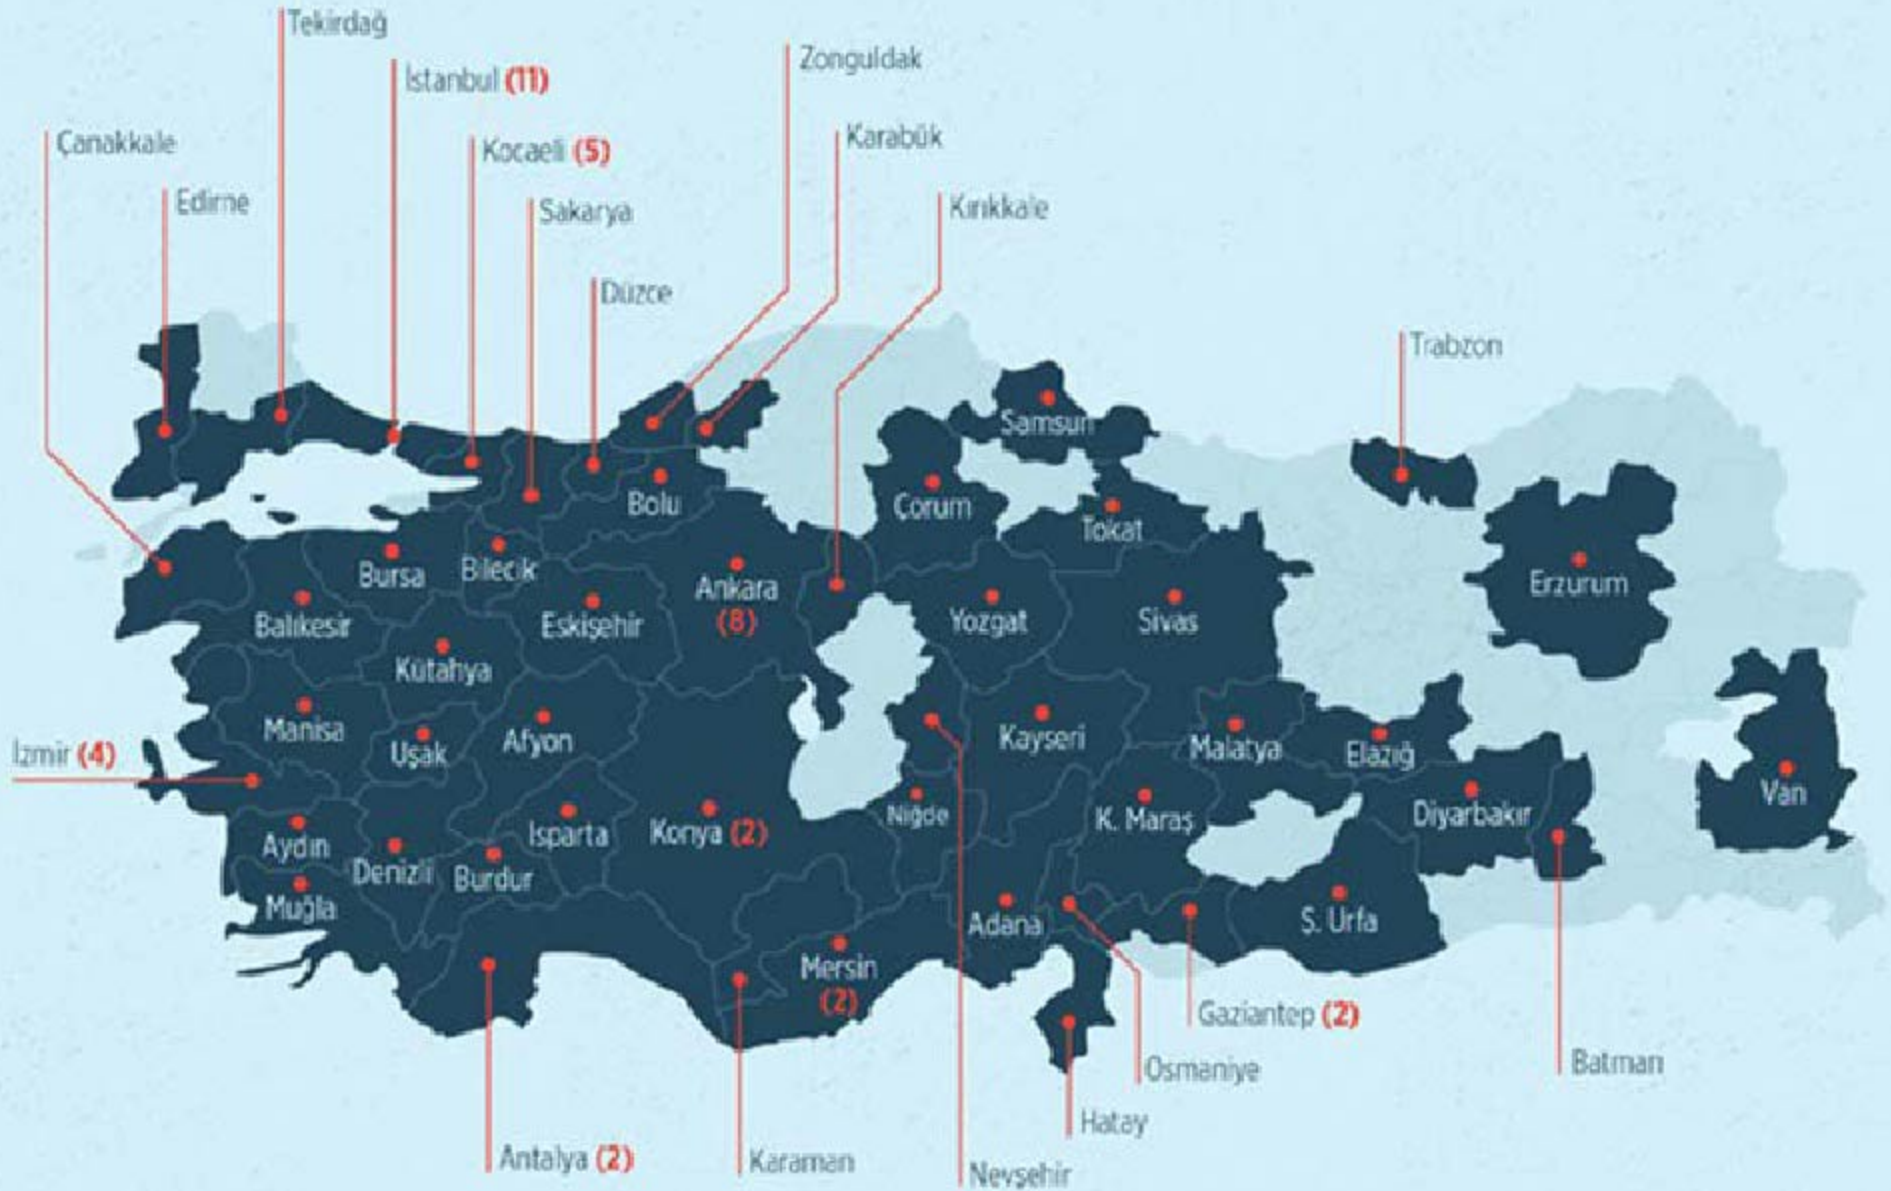 Tekirdağ
İstanbul (11)
Zonguldak
Çanakkale
Kocaeli (5)
Karabük
Edirne
Sakarya
Kırıkkale
Düzce
Trabzon
Samsun
Bolu
Çorum
Tokat
Bursa
Bilecik
Ankara
(8)
Erzurum
Balıkesir
Eskişehir
Yozgat
Sivas
Kütahya
Manisa
Uşak
Afyon
Kayseri
Malatya
Elazığ
İzmir (4)
Van
Niğde
Diyarbakır
Aydın
Isparta
Konya (2)
K. Maraş
Denizli
Burdur
Muğla
Adana
Ş. Urfa
Mersin
(2)
Gaziantep (2)
Osmaniye
Batman
Hatay
Antalya (2)
Karaman
Nevşehir